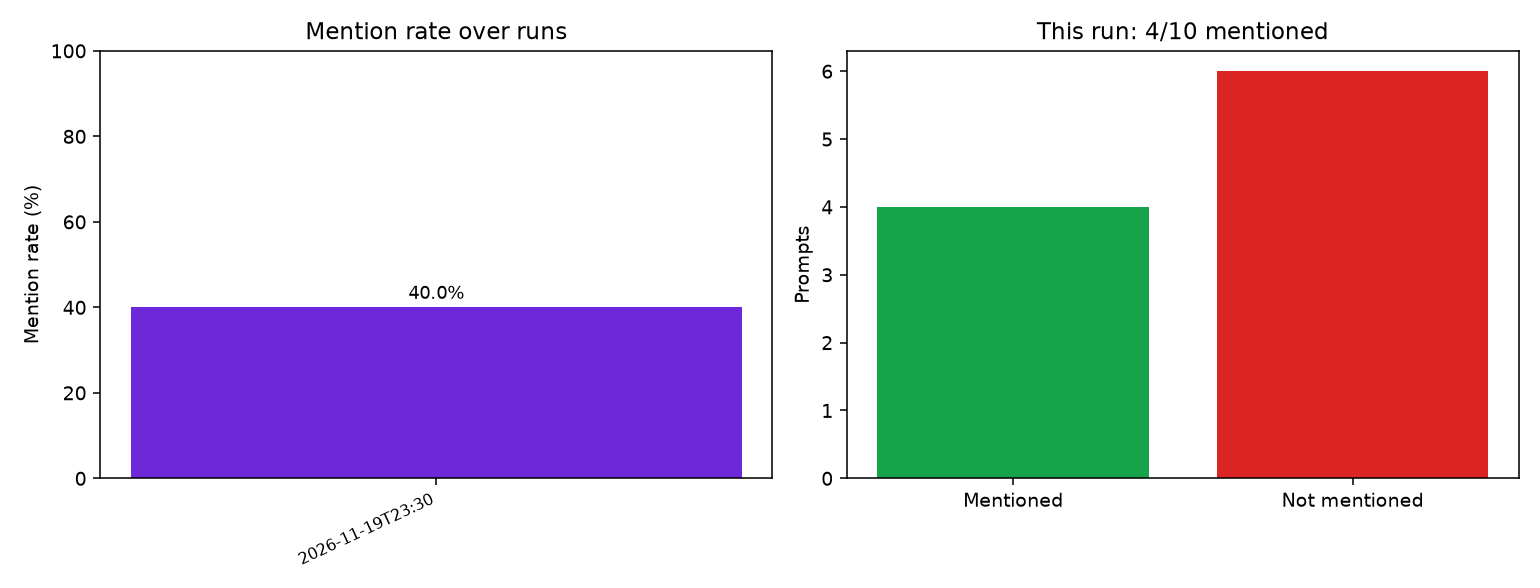 Mention rate over runs
Mention rate (%)
100
80
60
40
20
0
40.0%
2026-11-19T23:30
This run: 4/10 mentioned
Prompts
6
5
4
3
2
1
0
Mentioned
Not mentioned